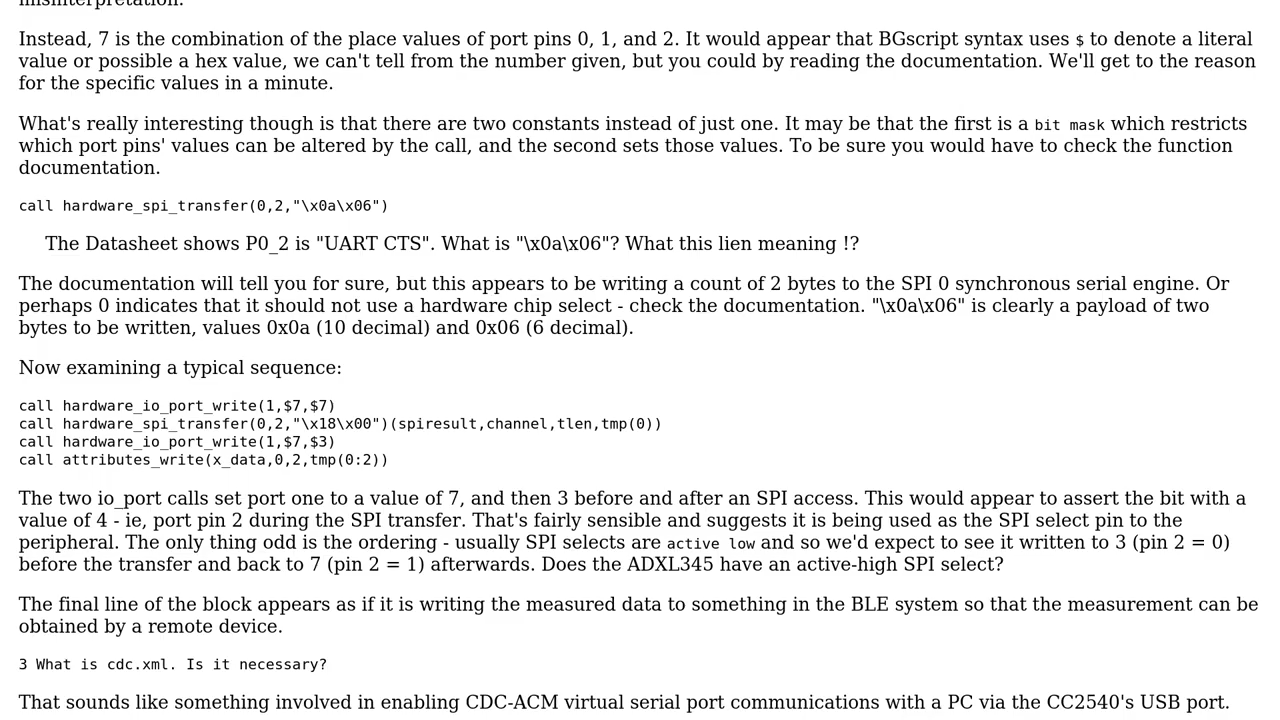 misinterpretation.
Instead, 7 is the combination of the place values of port pins 0, 1, and 2. It would appear that BGscript syntax uses $ to denote a literal
value or possible a hex value, we can't tell from the number given, but you could by reading the documentation. We'll get to the reason
for the specific values in a minute.
What's really interesting though is that there are two constants instead of just one. It may be that the first is a bit mask which restricts
which port pins' values can be altered by the call, and the second sets those values. To be sure you would have to check the function
documentation.
call hardware_spi_transfer(0,2,"\x0a\x06")
The Datasheet shows P0_2 is "UART CTS". What is "\x0a\x06"? What this lien meaning !?
The documentation will tell you for sure, but this appears to be writing a count of 2 bytes to the SPI 0 synchronous serial engine. Or
perhaps 0 indicates that it should not use a hardware chip select - check the documentation. "\x0a\x06" is clearly a payload of two
bytes to be written, values 0x0a (10 decimal) and 0x06 (6 decimal).
Now examining a typical sequence:
call hardware_io_port_write(1,$7,$7)
call hardware_spi_transfer(0,2,"\x18\x00")(spiresult,channel,tlen,tmp(0))
call hardware_io_port_write(1,$7,$3)
call attributes_write(x_data,0,2,tmp(0:2))
The two io_port calls set port one to a value of 7, and then 3 before and after an SPI access. This would appear to assert the bit with a
value of 4 - ie, port pin 2 during the SPI transfer. That's fairly sensible and suggests it is being used as the SPI select pin to the
peripheral. The only thing odd is the ordering - usually SPI selects are active low and so we'd expect to see it written to 3 (pin 2 = 0)
before the transfer and back to 7 (pin 2 = 1) afterwards. Does the ADXL345 have an active-high SPI select?
The final line of the block appears as if it is writing the measured data to something in the BLE system so that the measurement can be
obtained by a remote device.
3 What is cdc.xml. Is it necessary?
That sounds like something involved in enabling CDC-ACM virtual serial port communications with a PC via the CC2540's USB port.